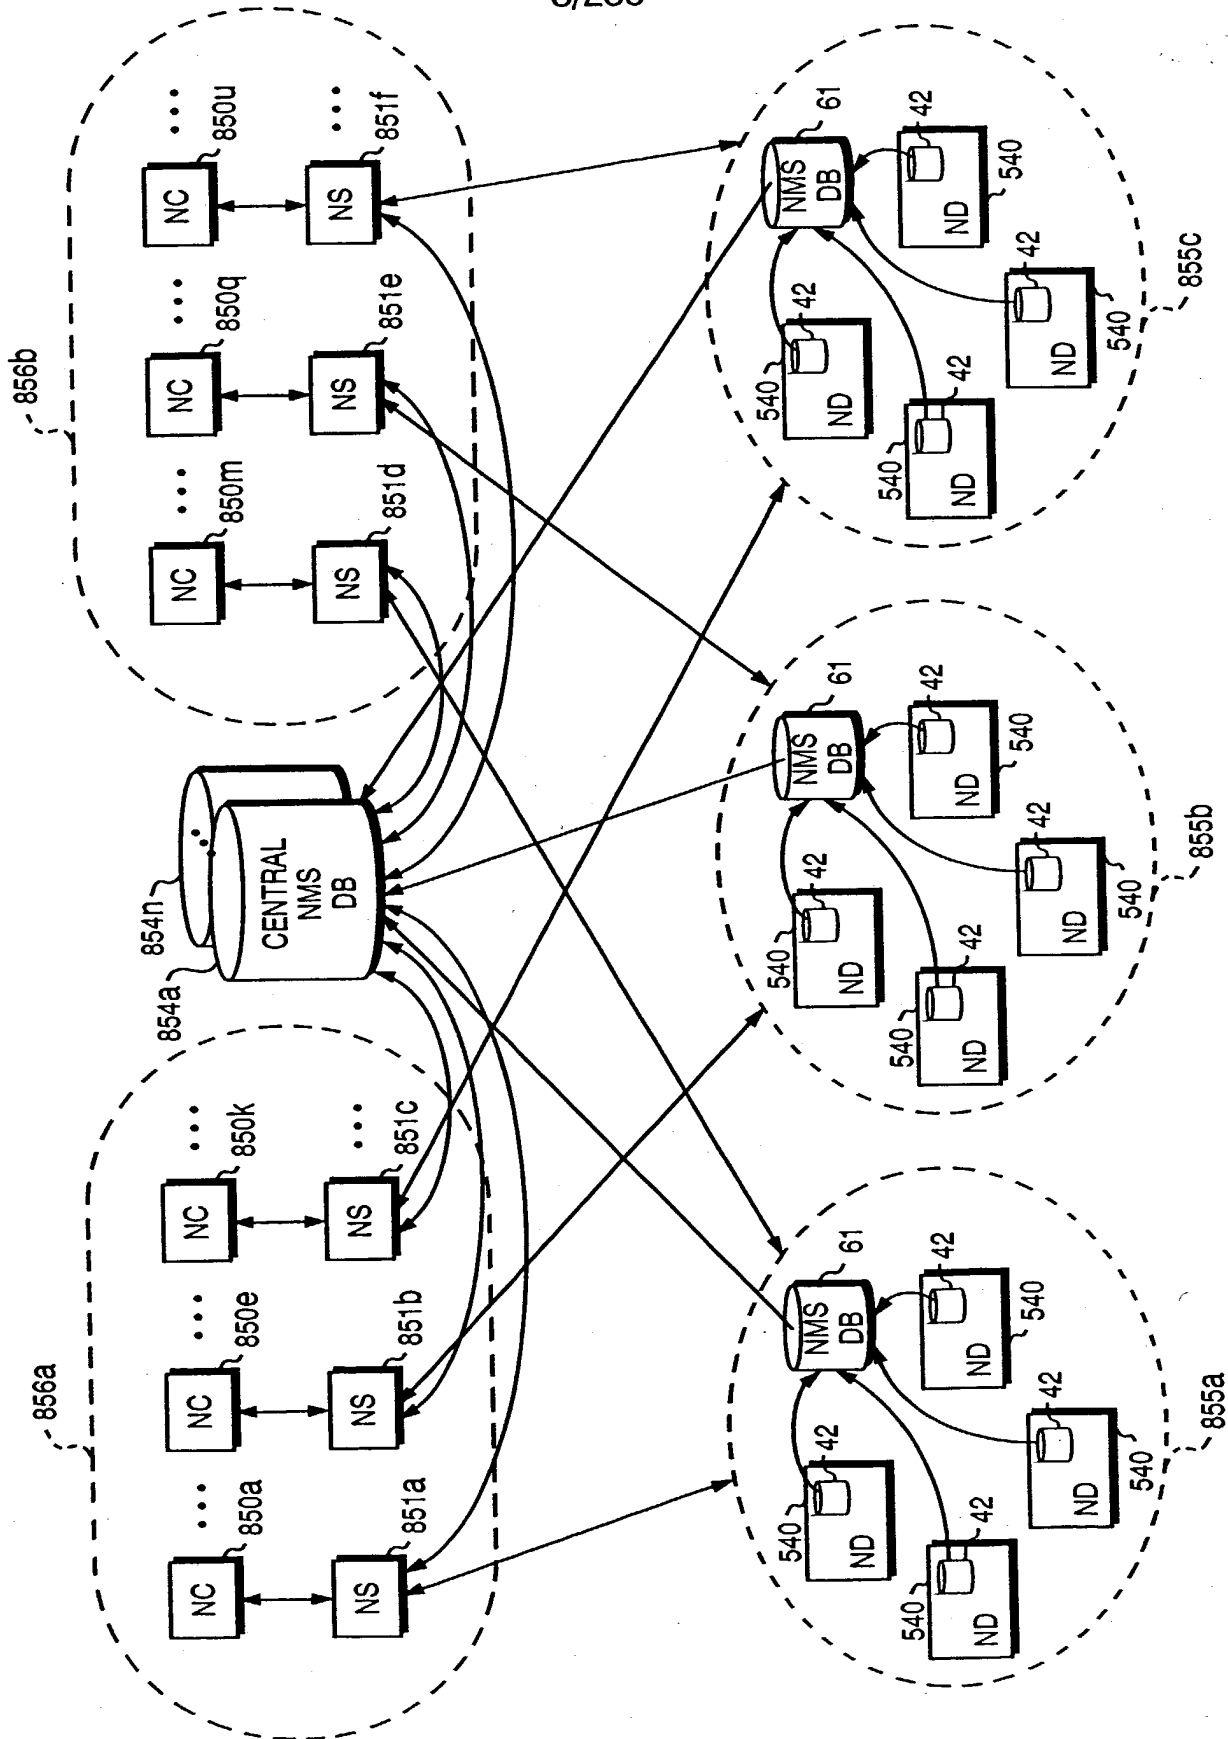 856a
NC
850a
• • •
NC
850e
• • •
NC
850k
• • •
NS
851a
NS
851b
NS
851c
• • •
854a
854n
• • •
CENTRAL
NMS
DB
856b
NC
850m
• • •
NC
850q
• • •
NC
850u
• • •
NS
851d
NS
851e
NS
851f
• • •
NMS
DB
61
540
42
ND
540
42
ND
42
ND
540
42
540
855a
NMS
DB
61
540
42
ND
540
42
ND
42
ND
540
42
ND
540
855b
NMS
DB
61
540
42
ND
540
42
ND
42
ND
540
42
ND
540
855c